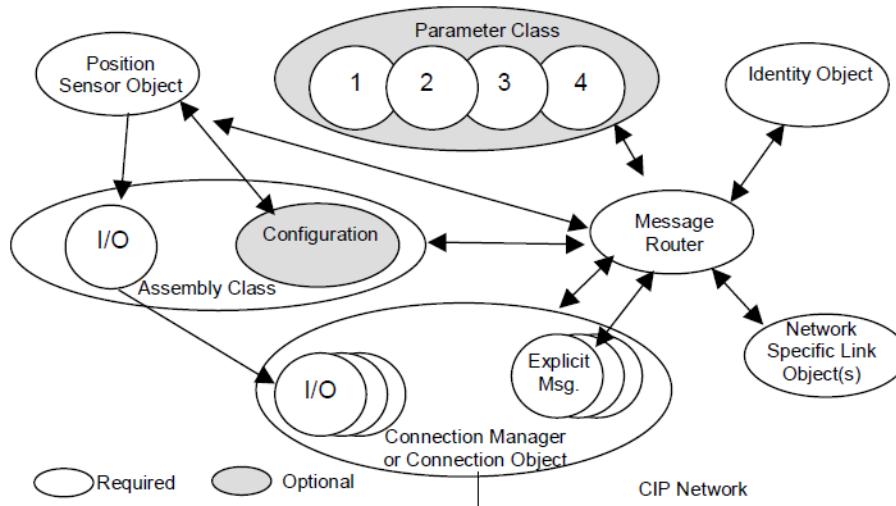 Parameter Class
1 2 3 4
Position
Sensor Object
Identity Object
Message
Router
I/O
Configuration
Assembly Class
Network
Specific Link
Object(s)
I/O
Explicit
Msg.
Connection Manager
or Connection Object
Required
Optional
CIP Network